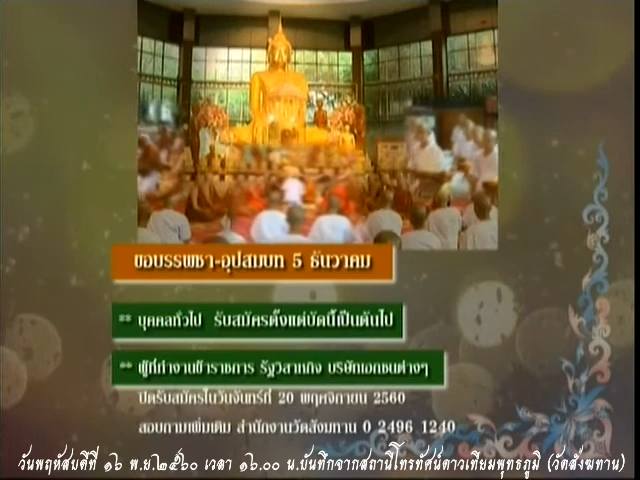 ขอบรรพชา-อุปสมบท 5 ธันวาคม
** บุคคลทั่วไป รับสมัครตั้งแต่บัดนี้เป็นต้นไป
** ผู้ที่ทำงานข้าราชการ รัฐวิสาหกิจ บริษัทเอกชนต่างๆ
ปิดรับสมัครในวันจันทร์ที่ 20 พฤศจิกายน 2560
สอบถามเพิ่มเติม สำนักงานวัดสังฆทาน 0 2496 1240
วันพฤหัสบดีที่ ๑๖ พ.ย.๒๕๖๐ เวลา ๑๖.๐๐ น.บันทึกจากสถานีโทรทัศน์ดาวเทียมพุทธภูมิ (วัดสังฆทาน)